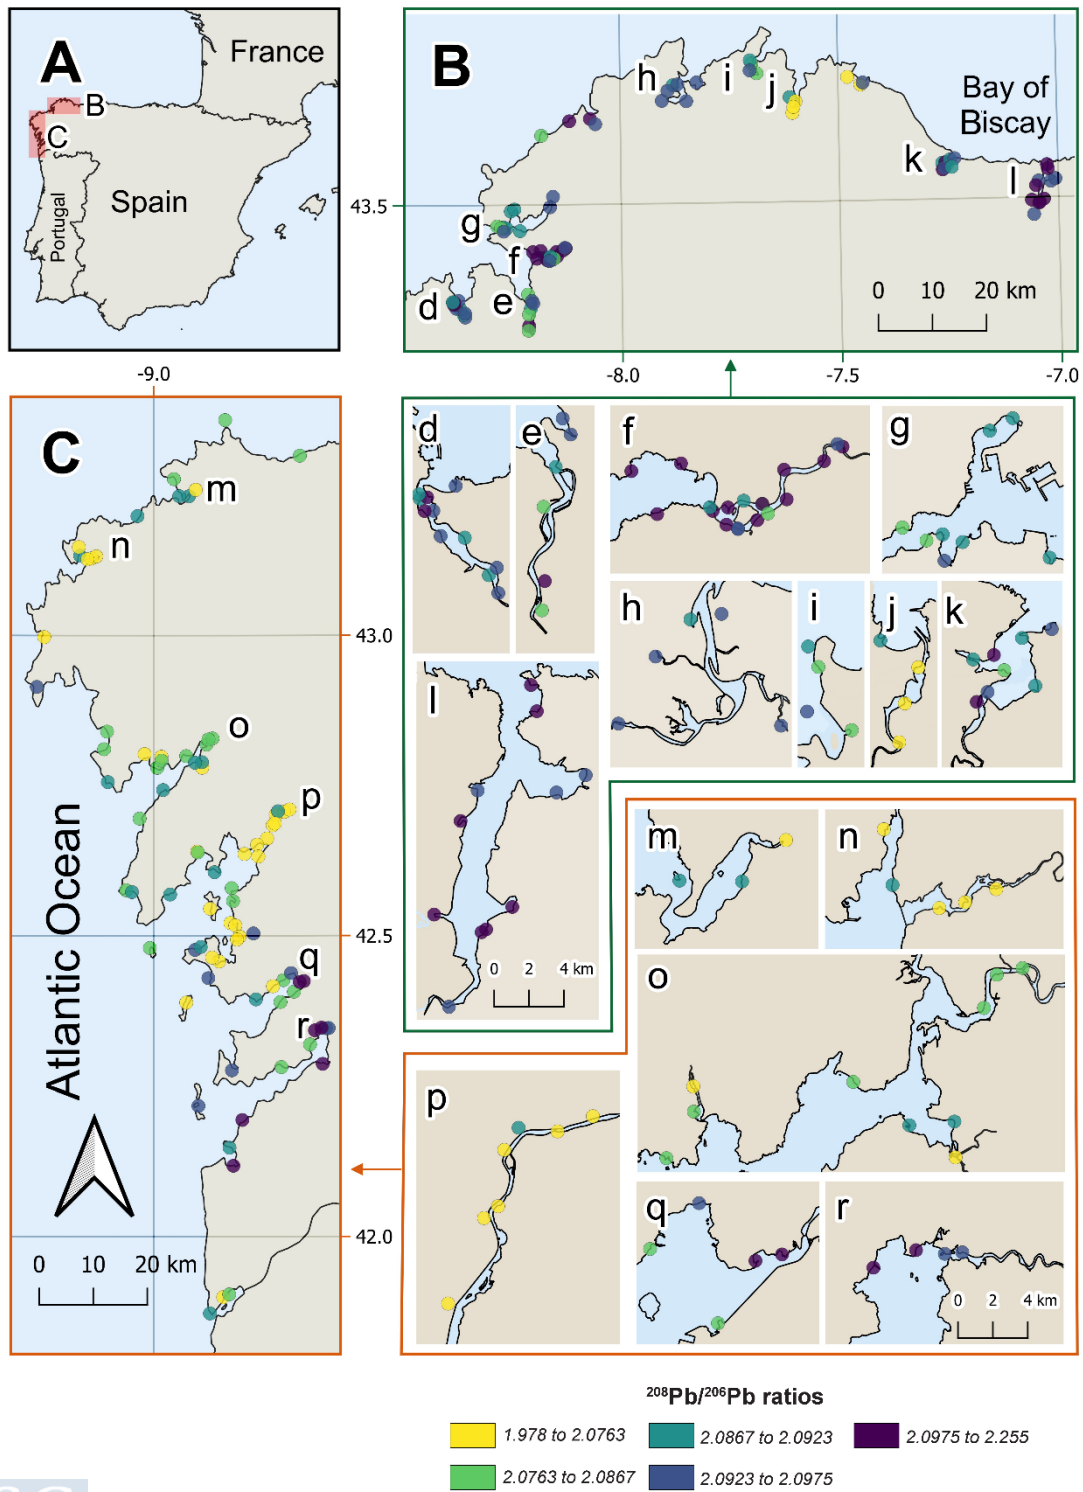 A
France
B
C
Portugal
Spain
B
h
i
j
Bay of
Biscay
k
l
43.5
g
f
d
e
0 10 20 km
-9.0
-8.0
-7.5
-7.0
C
m
n
43.0
o
p
Atlantic Ocean
42.5
q
r
0 10 20 km
42.0
d
e
f
g
h
i
j
k
l
0 2 4 km
m
n
o
p
q
r
0 2 4 km
²⁰⁸Pb/²⁰⁶Pb ratios
1.978 to 2.0763
2.0867 to 2.0923
2.0975 to 2.255
2.0763 to 2.0867
2.0923 to 2.0975